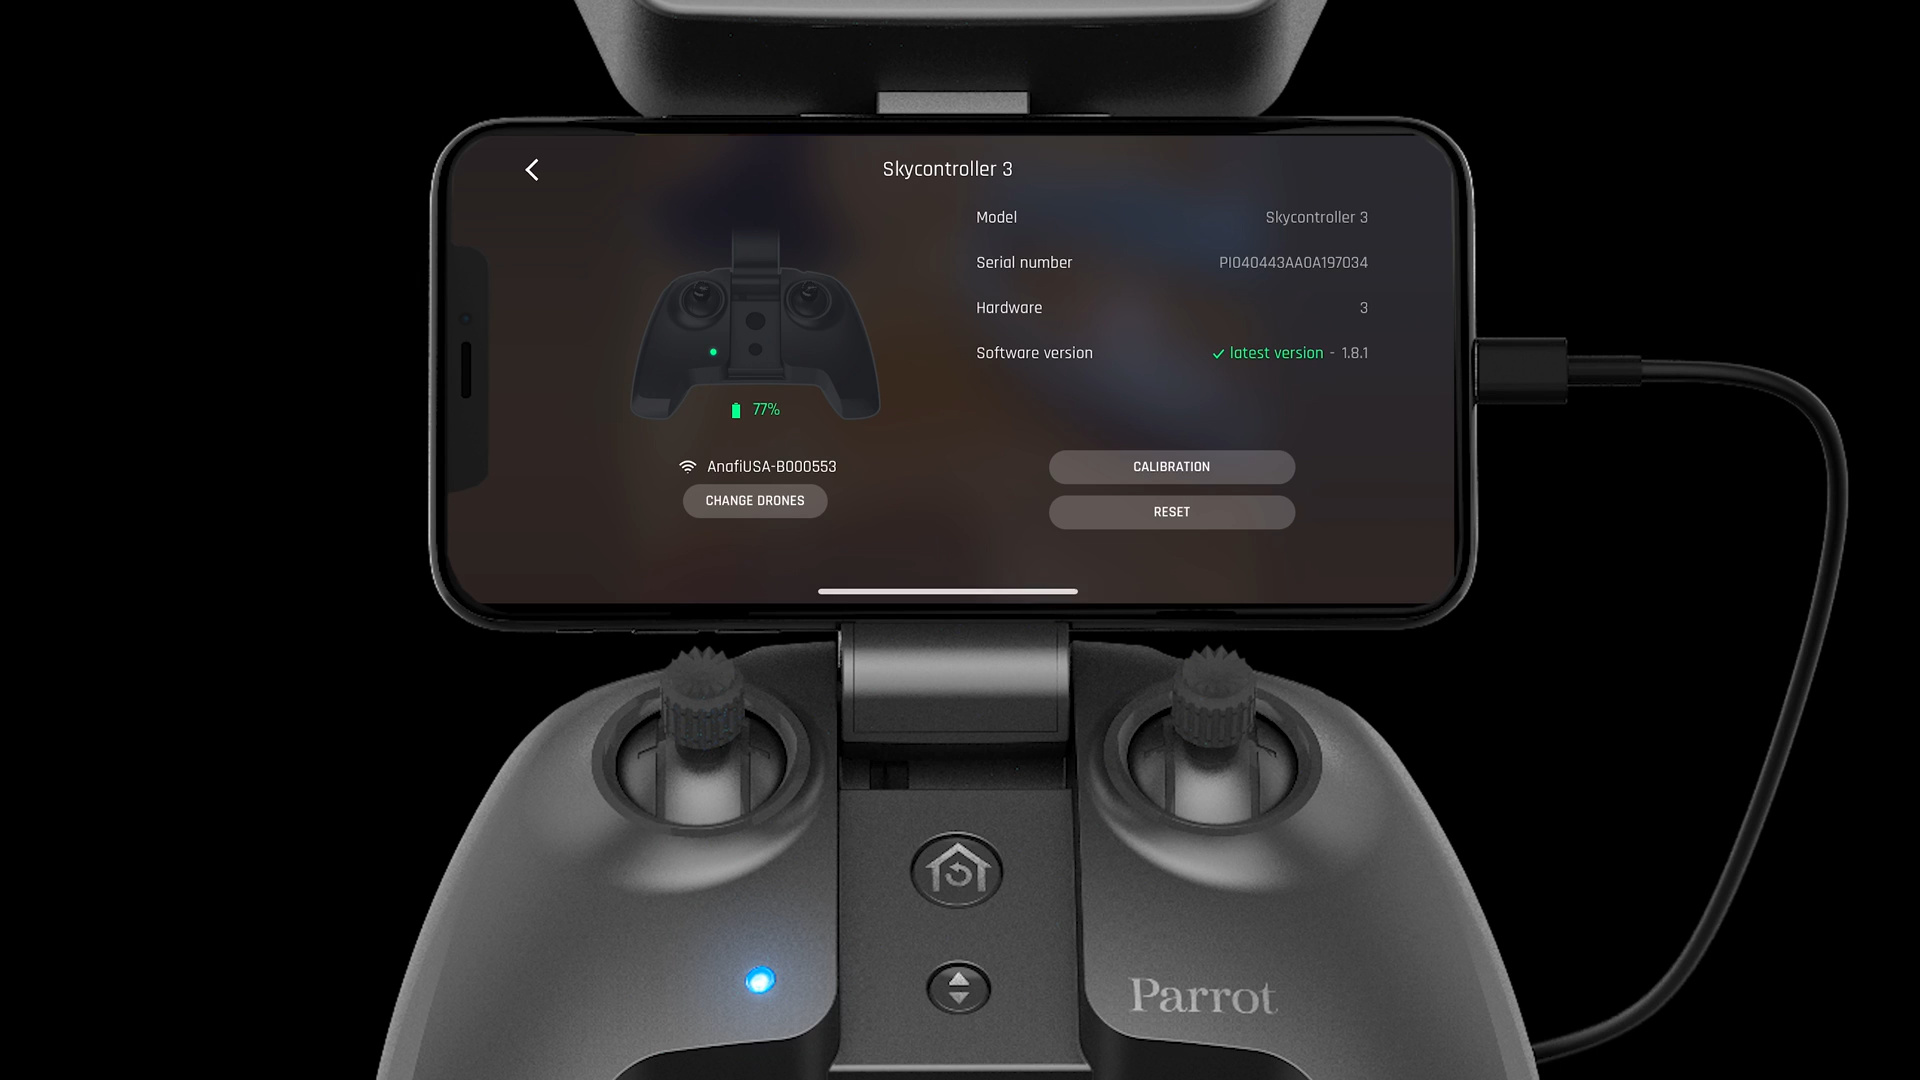 Skycontroller 3
Model Skycontroller 3
Serial number PI040443AA0A197034
Hardware 3
Software version latest version - 1.8.1
77%
AnafiUSA-B000553
CHANGE DRONES
CALIBRATION
RESET
Parrot